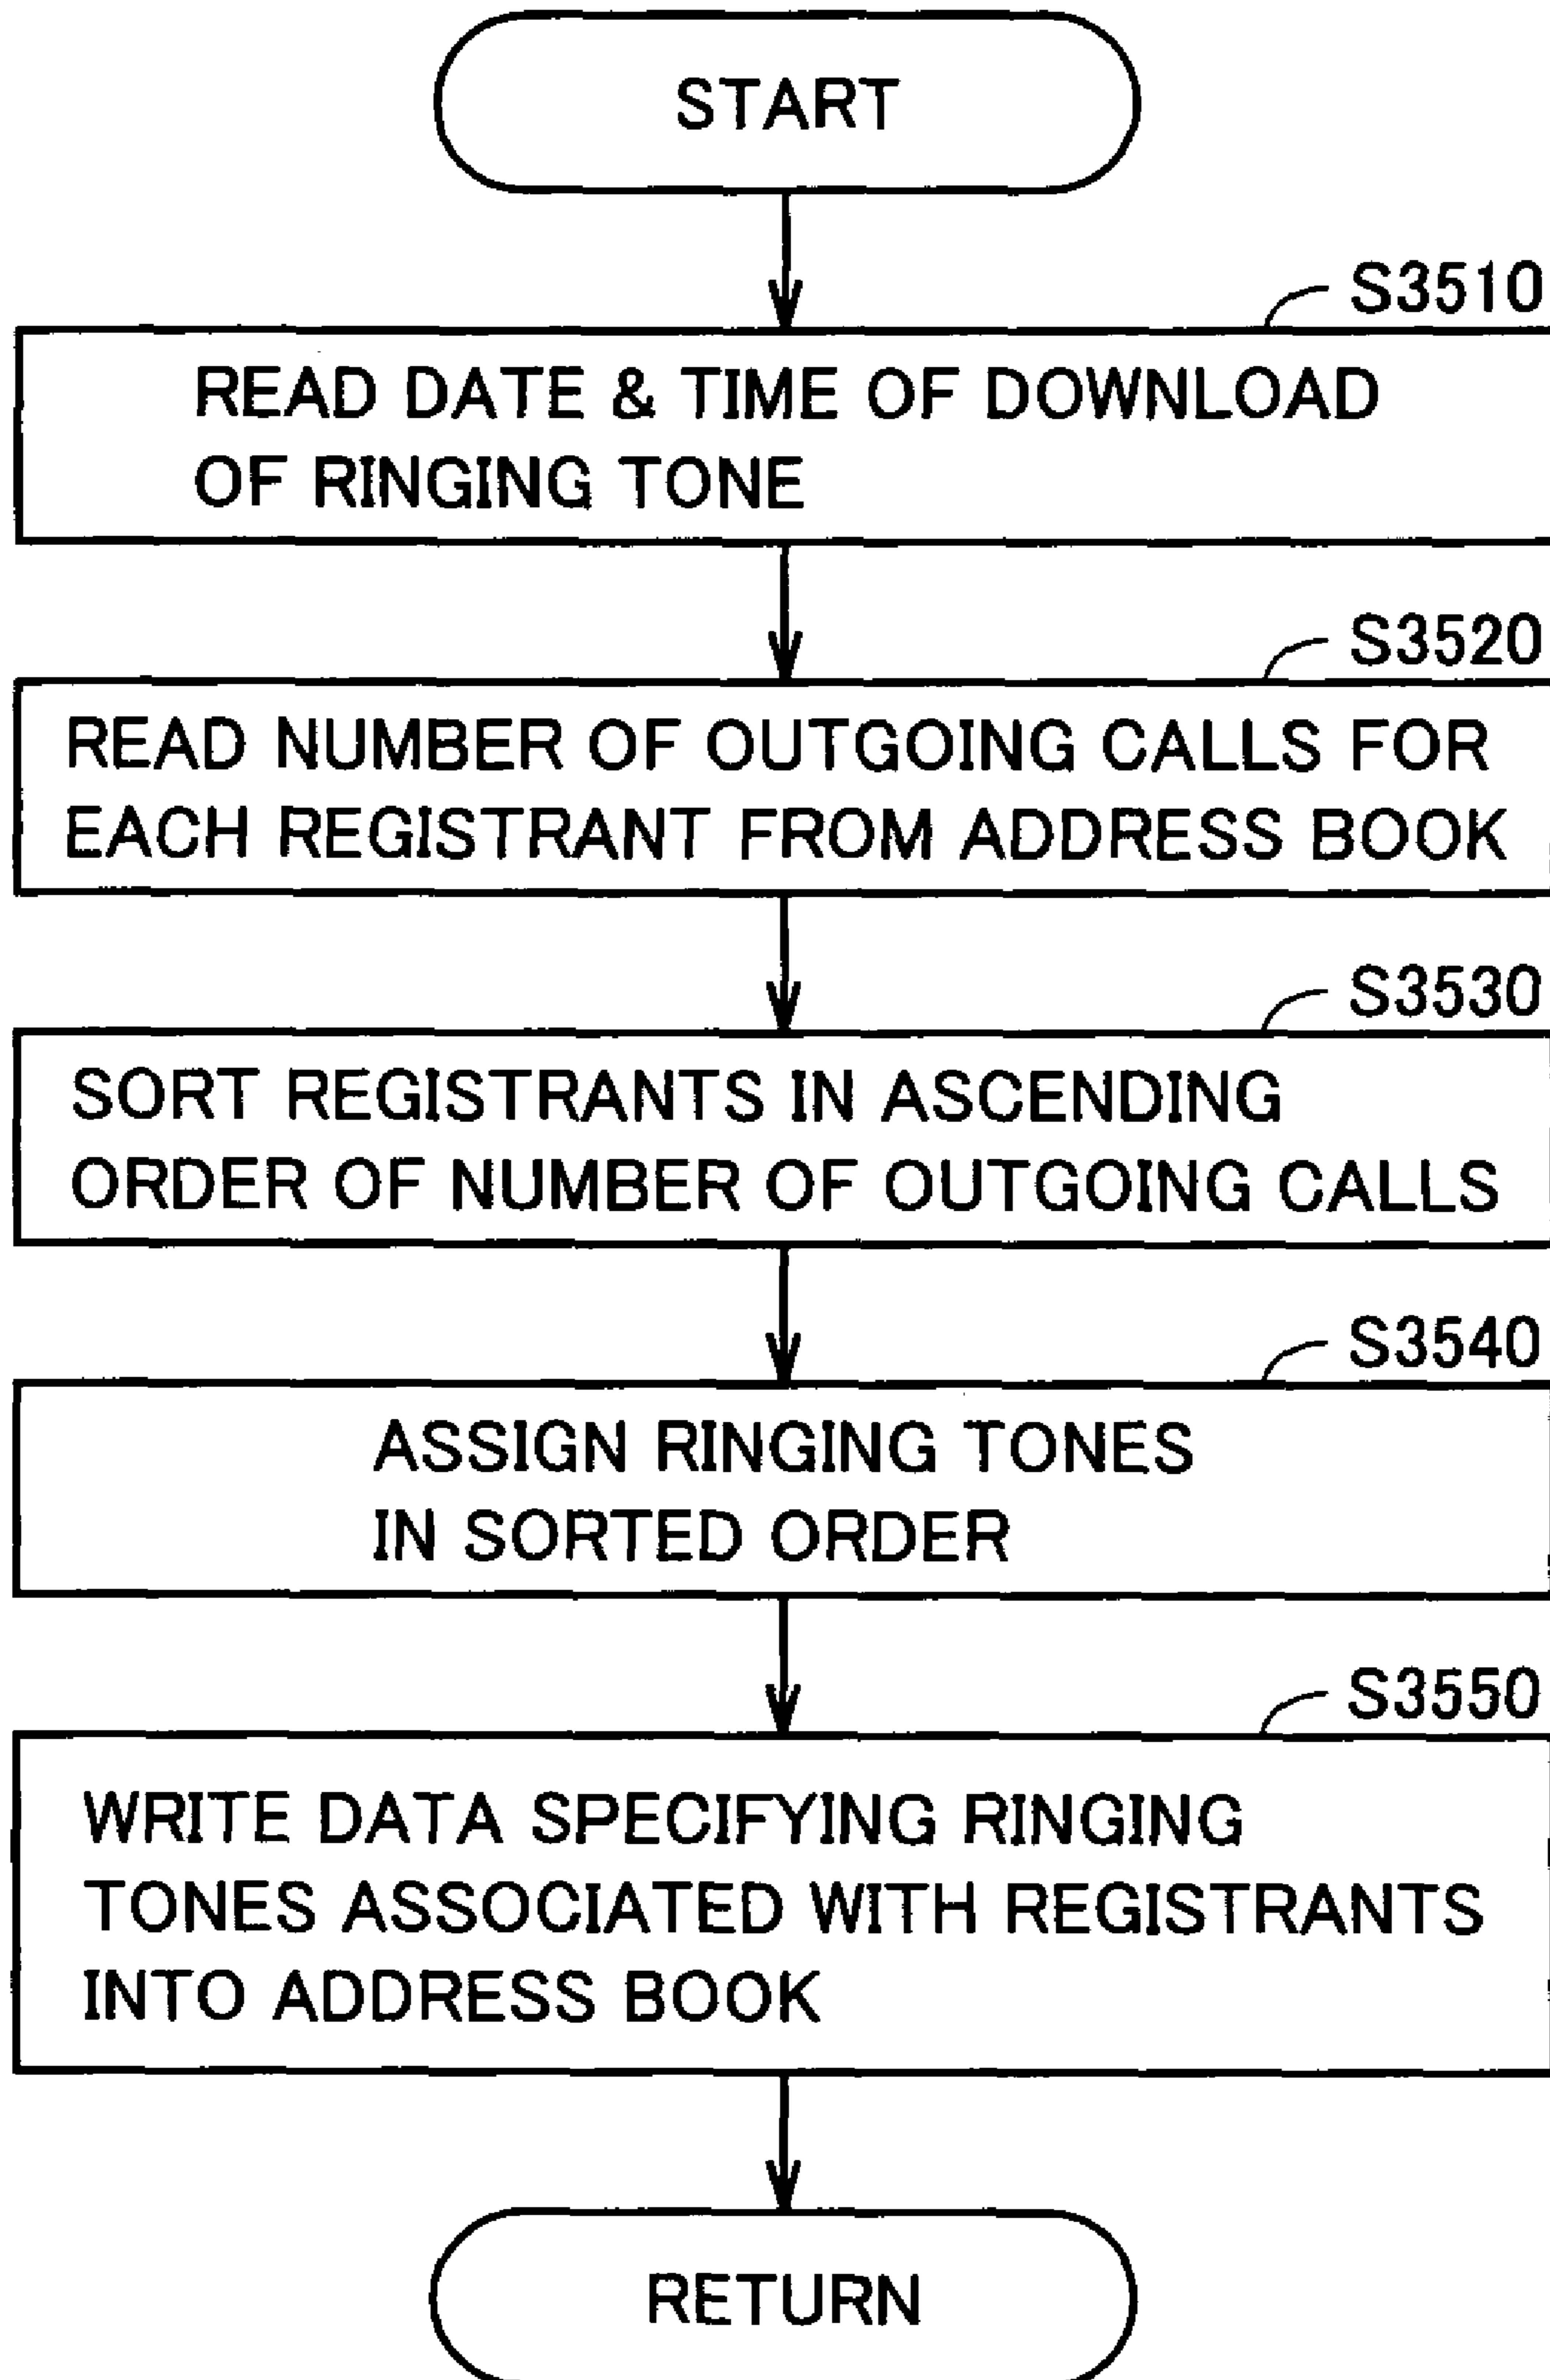 START
S3510
READ DATE & TIME OF DOWNLOAD
OF RINGING TONE
S3520
READ NUMBER OF OUTGOING CALLS FOR
EACH REGISTRANT FROM ADDRESS BOOK
S3530
SORT REGISTRANTS IN ASCENDING
ORDER OF NUMBER OF OUTGOING CALLS
S3540
ASSIGN RINGING TONES
IN SORTED ORDER
S3550
WRITE DATA SPECIFYING RINGING
TONES ASSOCIATED WITH REGISTRANTS
INTO ADDRESS BOOK
RETURN